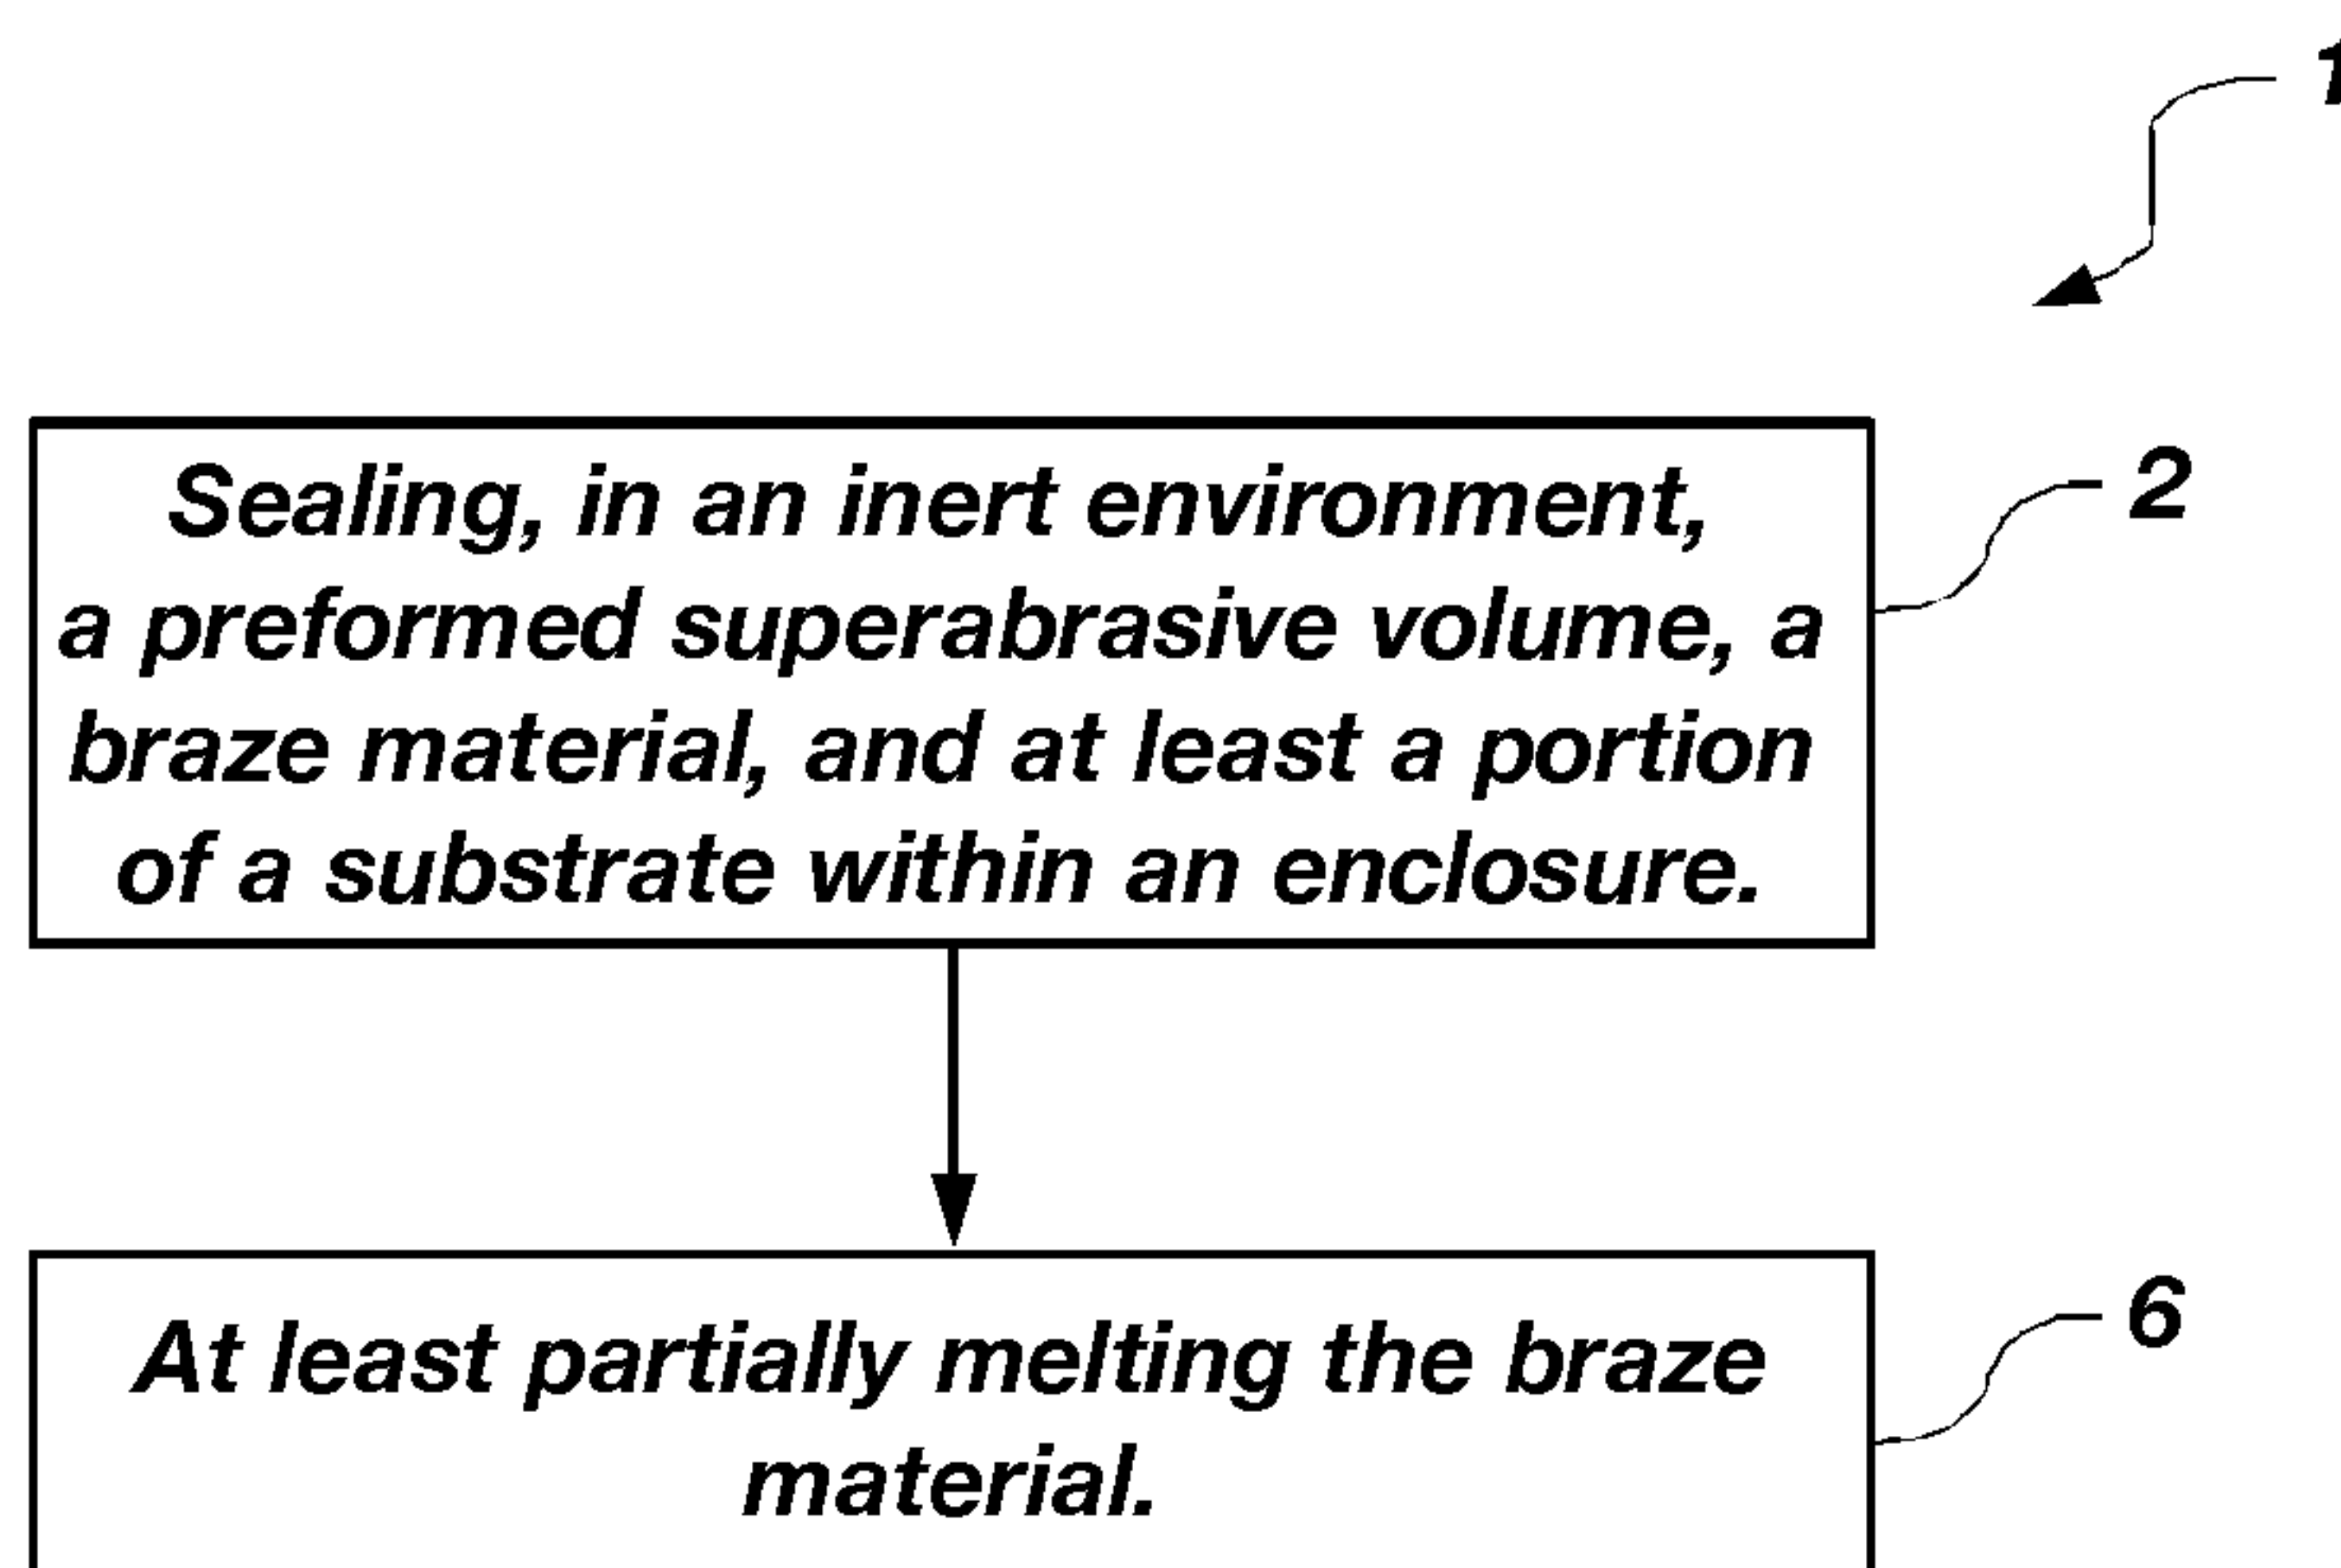 Sealing, in an inert environment,
2
a preformed superabrasive volume, a
braze material, and at least a portion
of a substrate within an enclosure.
At least partially melting the braze
6
material.